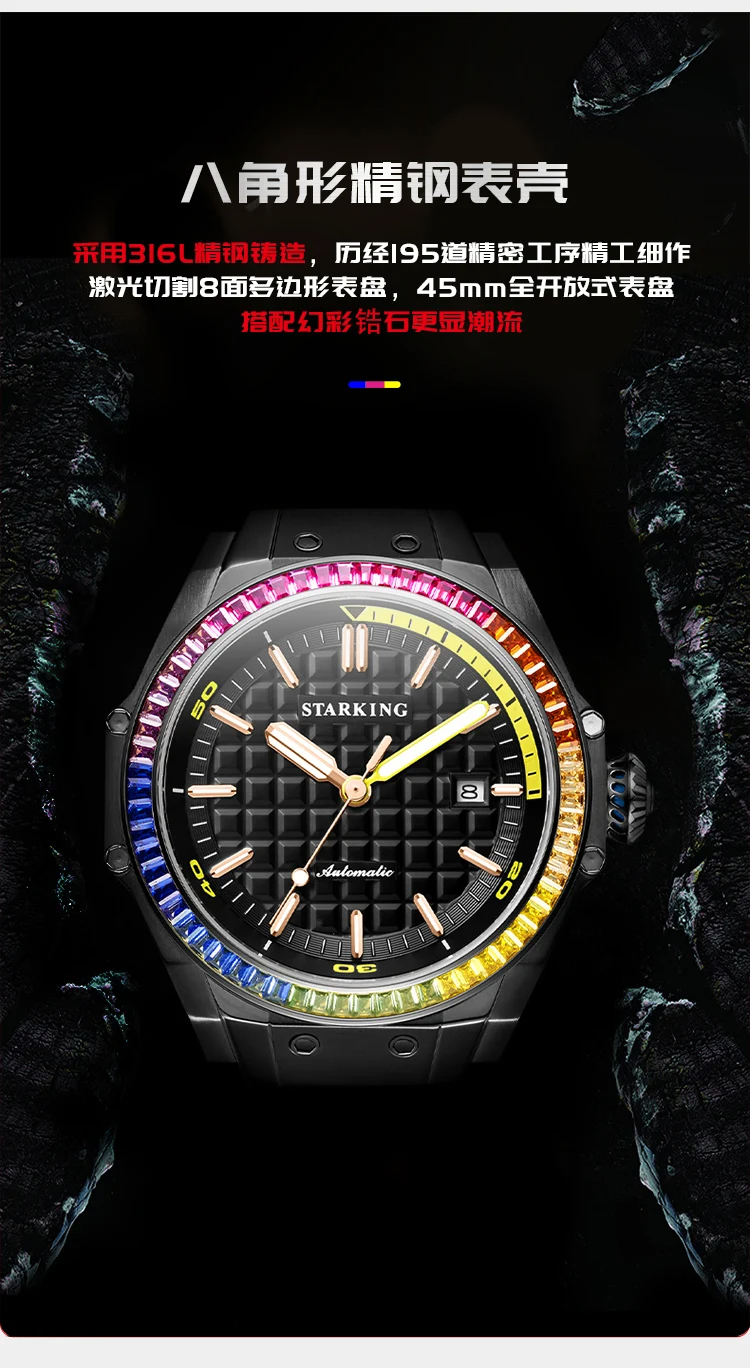 八角形精钢表壳
采用316L精钢铸造，历经195道精密工序精工细作
激光切割8面多边形表盘，45mm全开放式表盘
搭配幻彩锆石更显潮流
STARKING
50
8
Automatic
40
20
30